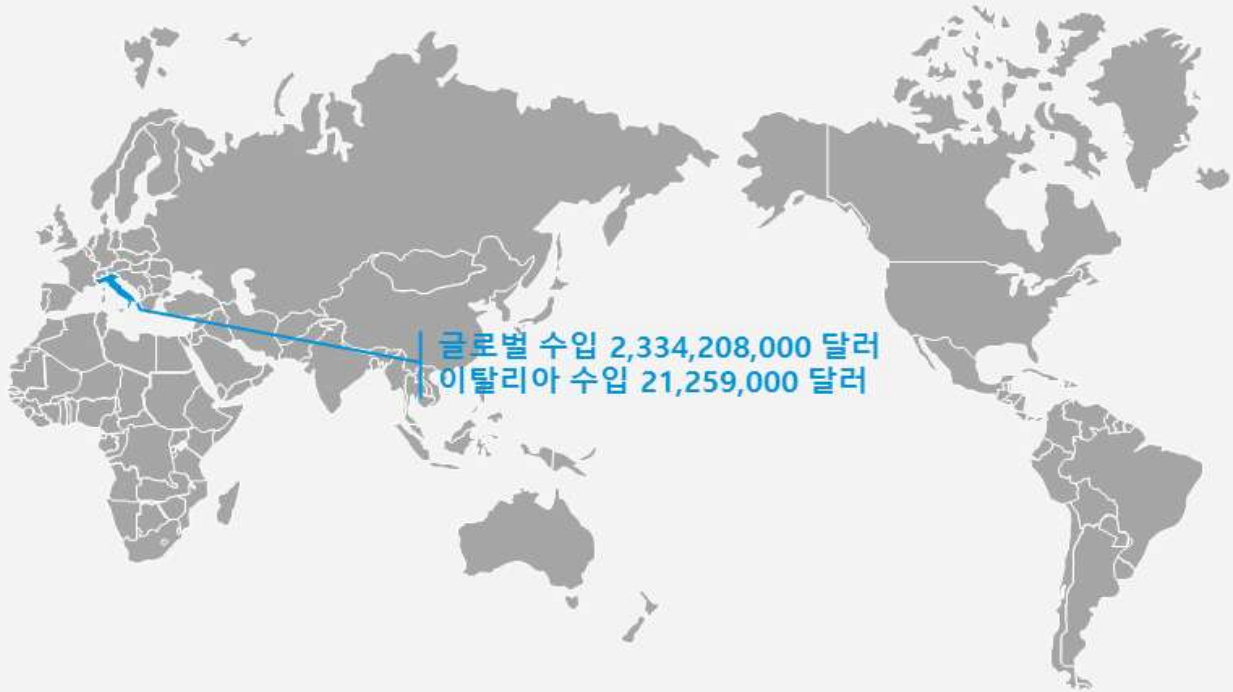 글로벌 수입 2,334,208,000 달러
이탈리아 수입 21,259,000 달러